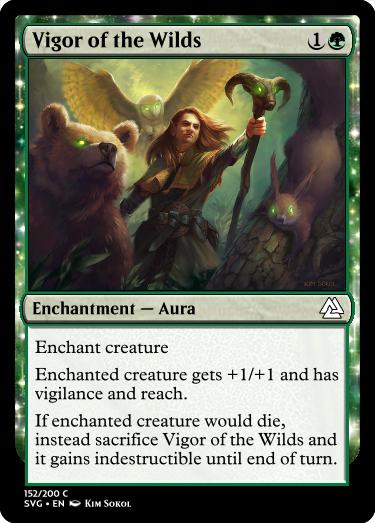 Vigor of the Wilds 1
KIM SOKOL
Enchantment — Aura
Enchant creature
Enchanted creature gets +1/+1 and has
vigilance and reach.
If enchanted creature would die,
instead sacrifice Vigor of the Wilds and
it gains indestructible until end of turn.
152/200 C
SVG • EN Kim Sokol